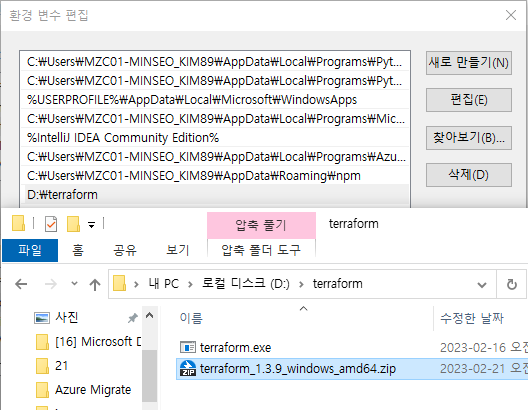 환경 변수 편집
C:₩Users₩MZC01-MINSEO_KIM89₩AppData₩Local₩Programs₩Pyt...
C:₩Users₩MZC01-MINSEO_KIM89₩AppData₩Local₩Programs₩Pyt...
%USERPROFILE%₩AppData₩Local₩Microsoft₩WindowsApps
C:₩Users₩MZC01-MINSEO_KIM89₩AppData₩Local₩Programs₩Mic...
%IntelliJ IDEA Community Edition%
C:₩Users₩MZC01-MINSEO_KIM89₩AppData₩Local₩Programs₩Azu...
C:₩Users₩MZC01-MINSEO_KIM89₩AppData₩Roaming₩npm
D:₩terraform
새로 만들기(N)
편집(E)
찾아보기(B)...
삭제(D)
압축 풀기 terraform
파일 홈 공유 보기 압축 폴더 도구
내 PC > 로컬 디스크 (D:) > terraform
사진
[16] Microsoft D
21
Azure Migrate
이름 수정한 날짜
terraform.exe 2023-02-16 오전
ZIP terraform_1.3.9_windows_amd64.zip 2023-02-21 오전